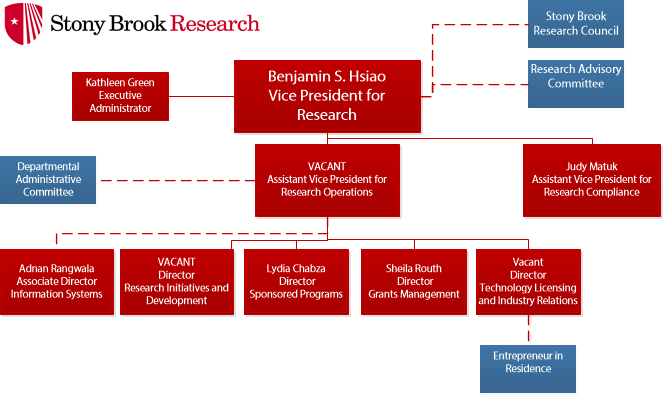 Stony Brook Research
Stony Brook
Research Council
Benjamin S. Hsiao
Vice President for
Research
Research Advisory
Committee
Kathleen Green
Executive
Administrator
Departmental
Administrative
Committee
VACANT
Assistant Vice President for
Research Operations
Judy Matuk
Assistant Vice President for
Research Compliance
Adnan Rangwala
Associate Director
Information Systems
VACANT
Director
Research Initiatives and
Development
Lydia Chabza
Director
Sponsored Programs
Sheila Routh
Director
Grants Management
Vacant
Director
Technology Licensing
and Industry Relations
Entrepreneur in
Residence